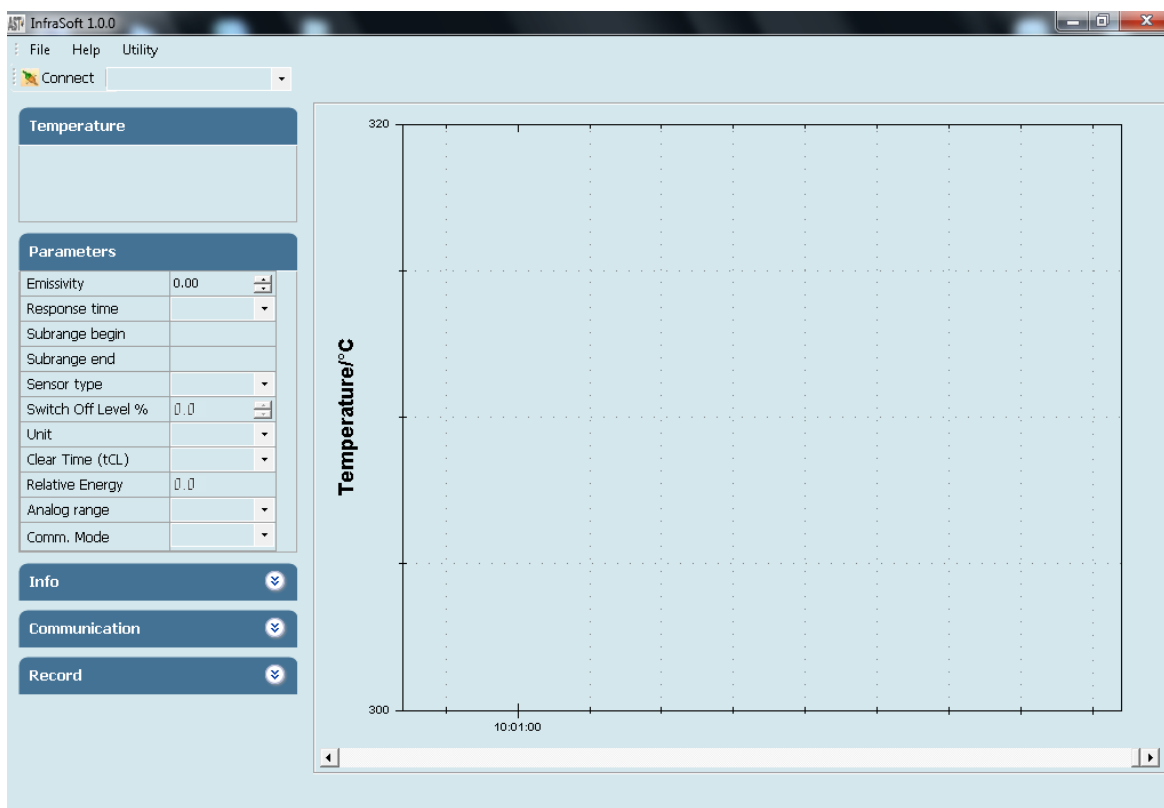 AST InfraSoft 1.0.0
File Help Utility
Connect
Temperature
Parameters
Emissivity 0.00
Response time
Subrange begin
Subrange end
Sensor type
Switch Off Level % 0.0
Unit
Clear Time (tCL)
Relative Energy 0.0
Analog range
Comm. Mode
Info
Communication
Record
320
Temperature/°C
300
10:01:00